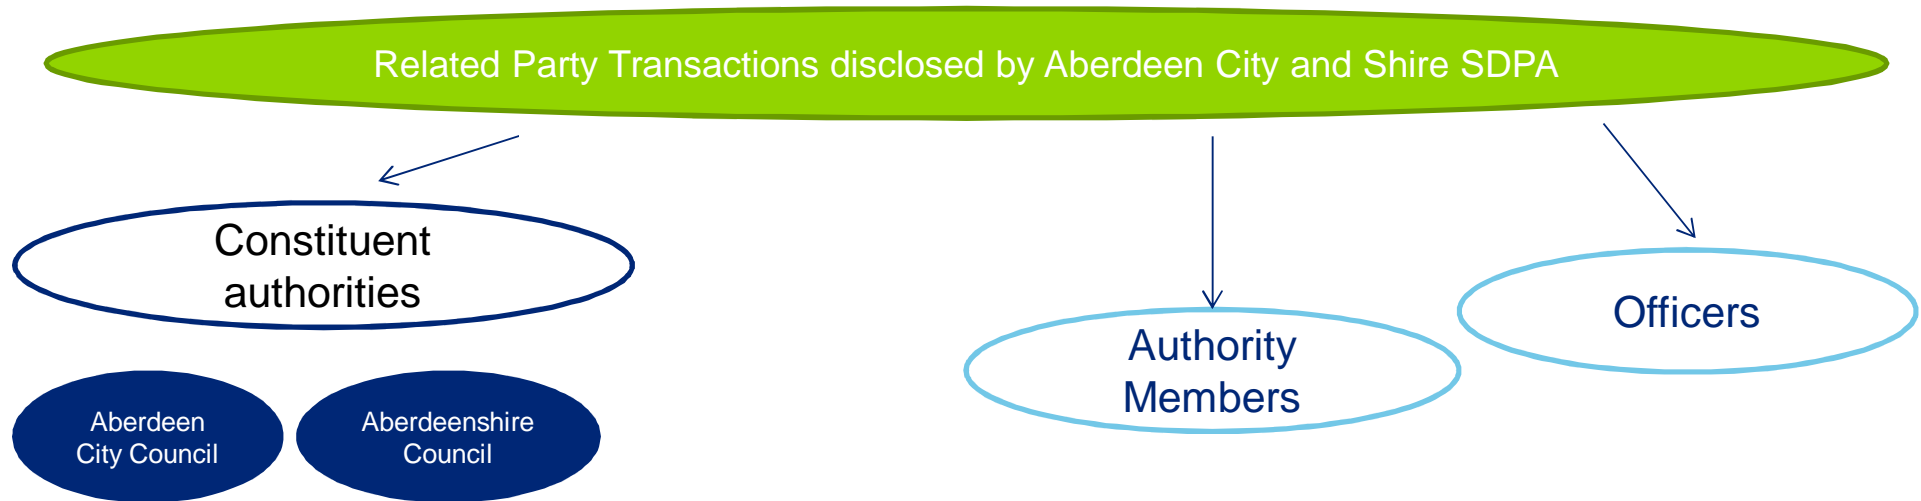 Related Party Transactions disclosed by Aberdeen City and Shire SDPA
Constituent
authorities
Aberdeen
City Council
Aberdeenshire
Council
Authority
Members
Officers